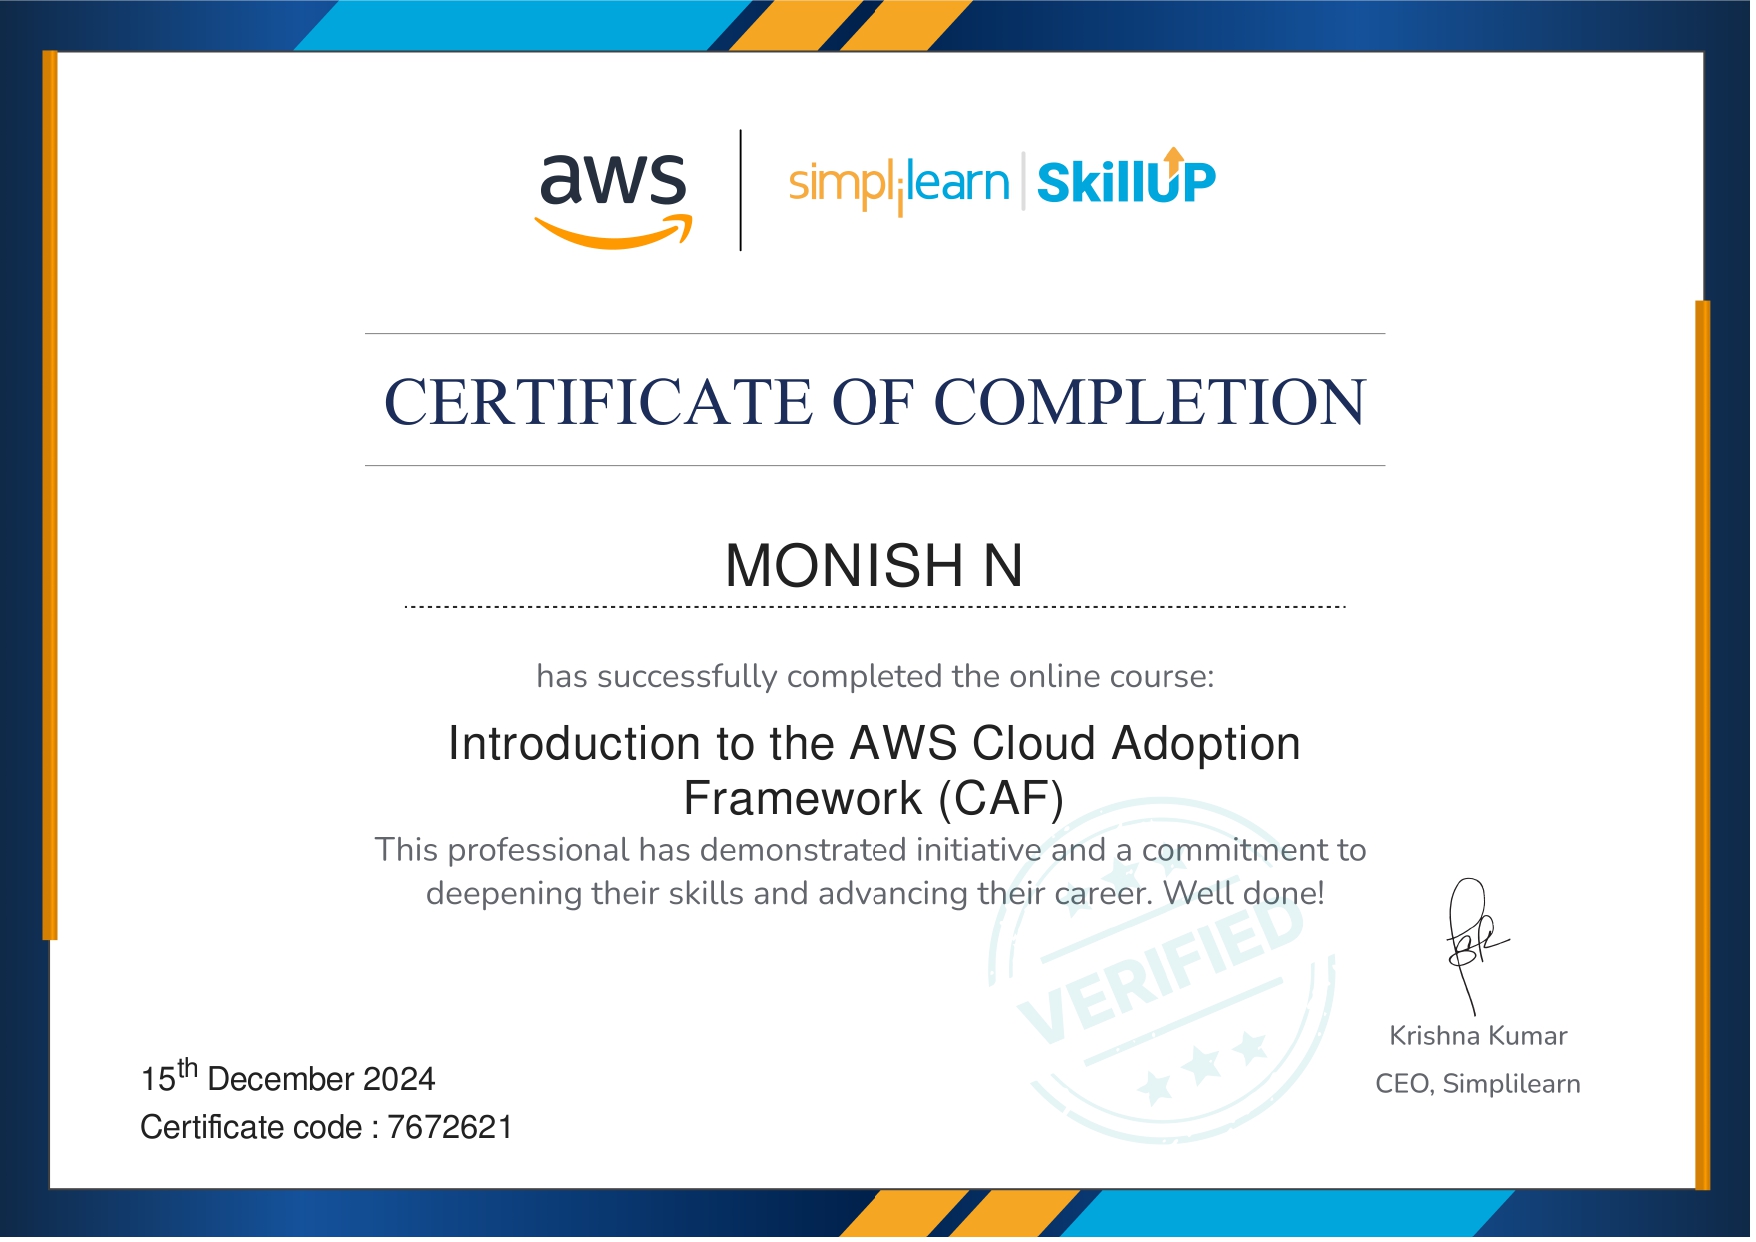 aws
simplilearn | SkillUP
CERTIFICATE OF COMPLETION
MONISH N
has successfully completed the online course:
Introduction to the AWS Cloud Adoption
Framework (CAF)
This professional has demonstrated initiative and a commitment to
deepening their skills and advancing their career. Well done!
VERIFIED
Krishna Kumar
CEO, Simplilearn
15th December 2024
Certificate code : 7672621